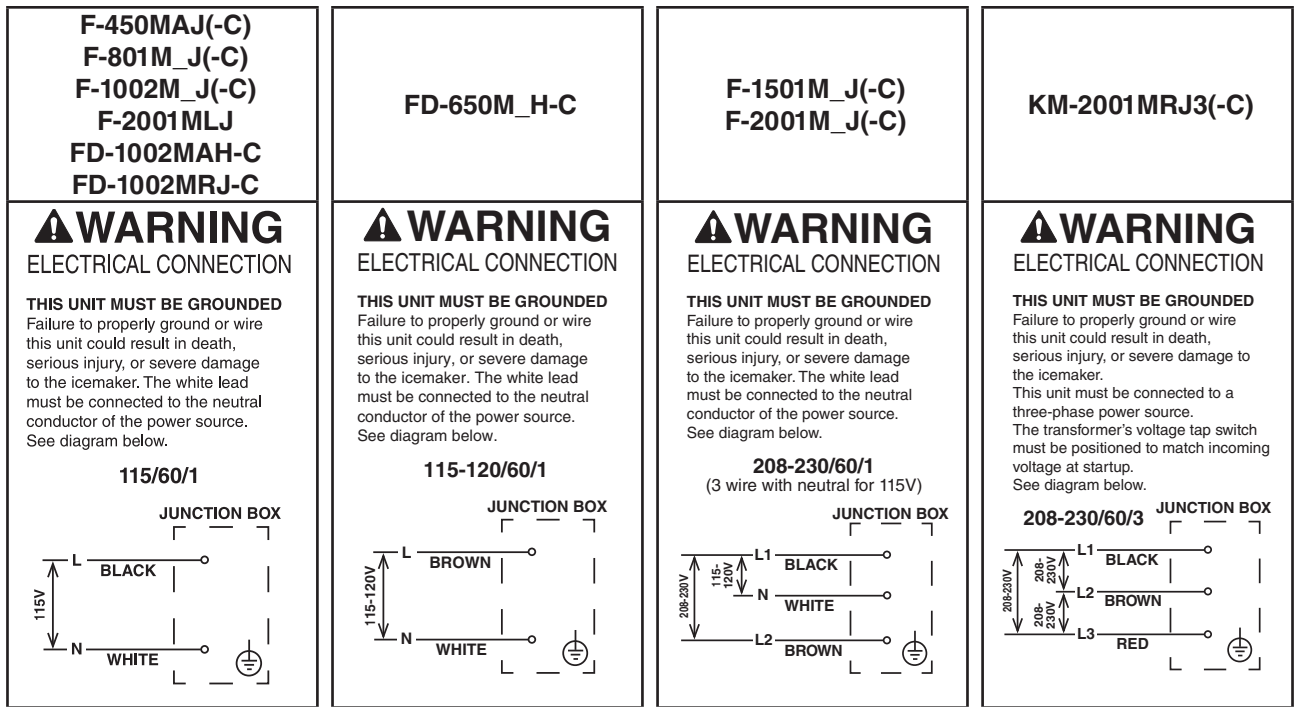 F-450MAJ(-C)
F-801M_J(-C)
F-1002M_J(-C)
F-2001MLJ
FD-1002MAH-C
FD-1002MRJ-C
WARNING
ELECTRICAL CONNECTION
THIS UNIT MUST BE GROUNDED
Failure to properly ground or wire
this unit could result in death,
serious injury, or severe damage
to the icemaker. The white lead
must be connected to the neutral
conductor of the power source.
See diagram below.
115/60/1
JUNCTION BOX
L
BLACK
115V
N
WHITE
FD-650M_H-C
WARNING
ELECTRICAL CONNECTION
THIS UNIT MUST BE GROUNDED
Failure to properly ground or wire
this unit could result in death,
serious injury, or severe damage
to the icemaker. The white lead
must be connected to the neutral
conductor of the power source.
See diagram below.
115-120/60/1
JUNCTION BOX
L
BROWN
115-120V
N
WHITE
F-1501M_J(-C)
F-2001M_J(-C)
WARNING
ELECTRICAL CONNECTION
THIS UNIT MUST BE GROUNDED
Failure to properly ground or wire
this unit could result in death,
serious injury, or severe damage
to the icemaker. The white lead
must be connected to the neutral
conductor of the power source.
See diagram below.
208-230/60/1
(3 wire with neutral for 115V)
JUNCTION BOX
L1
BLACK
208-230V
115-
120V
N
WHITE
L2
BROWN
KM-2001MRJ3(-C)
WARNING
ELECTRICAL CONNECTION
THIS UNIT MUST BE GROUNDED
Failure to properly ground or wire
this unit could result in death,
serious injury, or severe damage to
the icemaker.
This unit must be connected to a
three-phase power source.
The transformer's voltage tap switch
must be positioned to match incoming
voltage at startup.
See diagram below.
208-230/60/3
JUNCTION BOX
L1
BLACK
208-230V
208-
230V
L2
BROWN
208-
230V
L3
RED